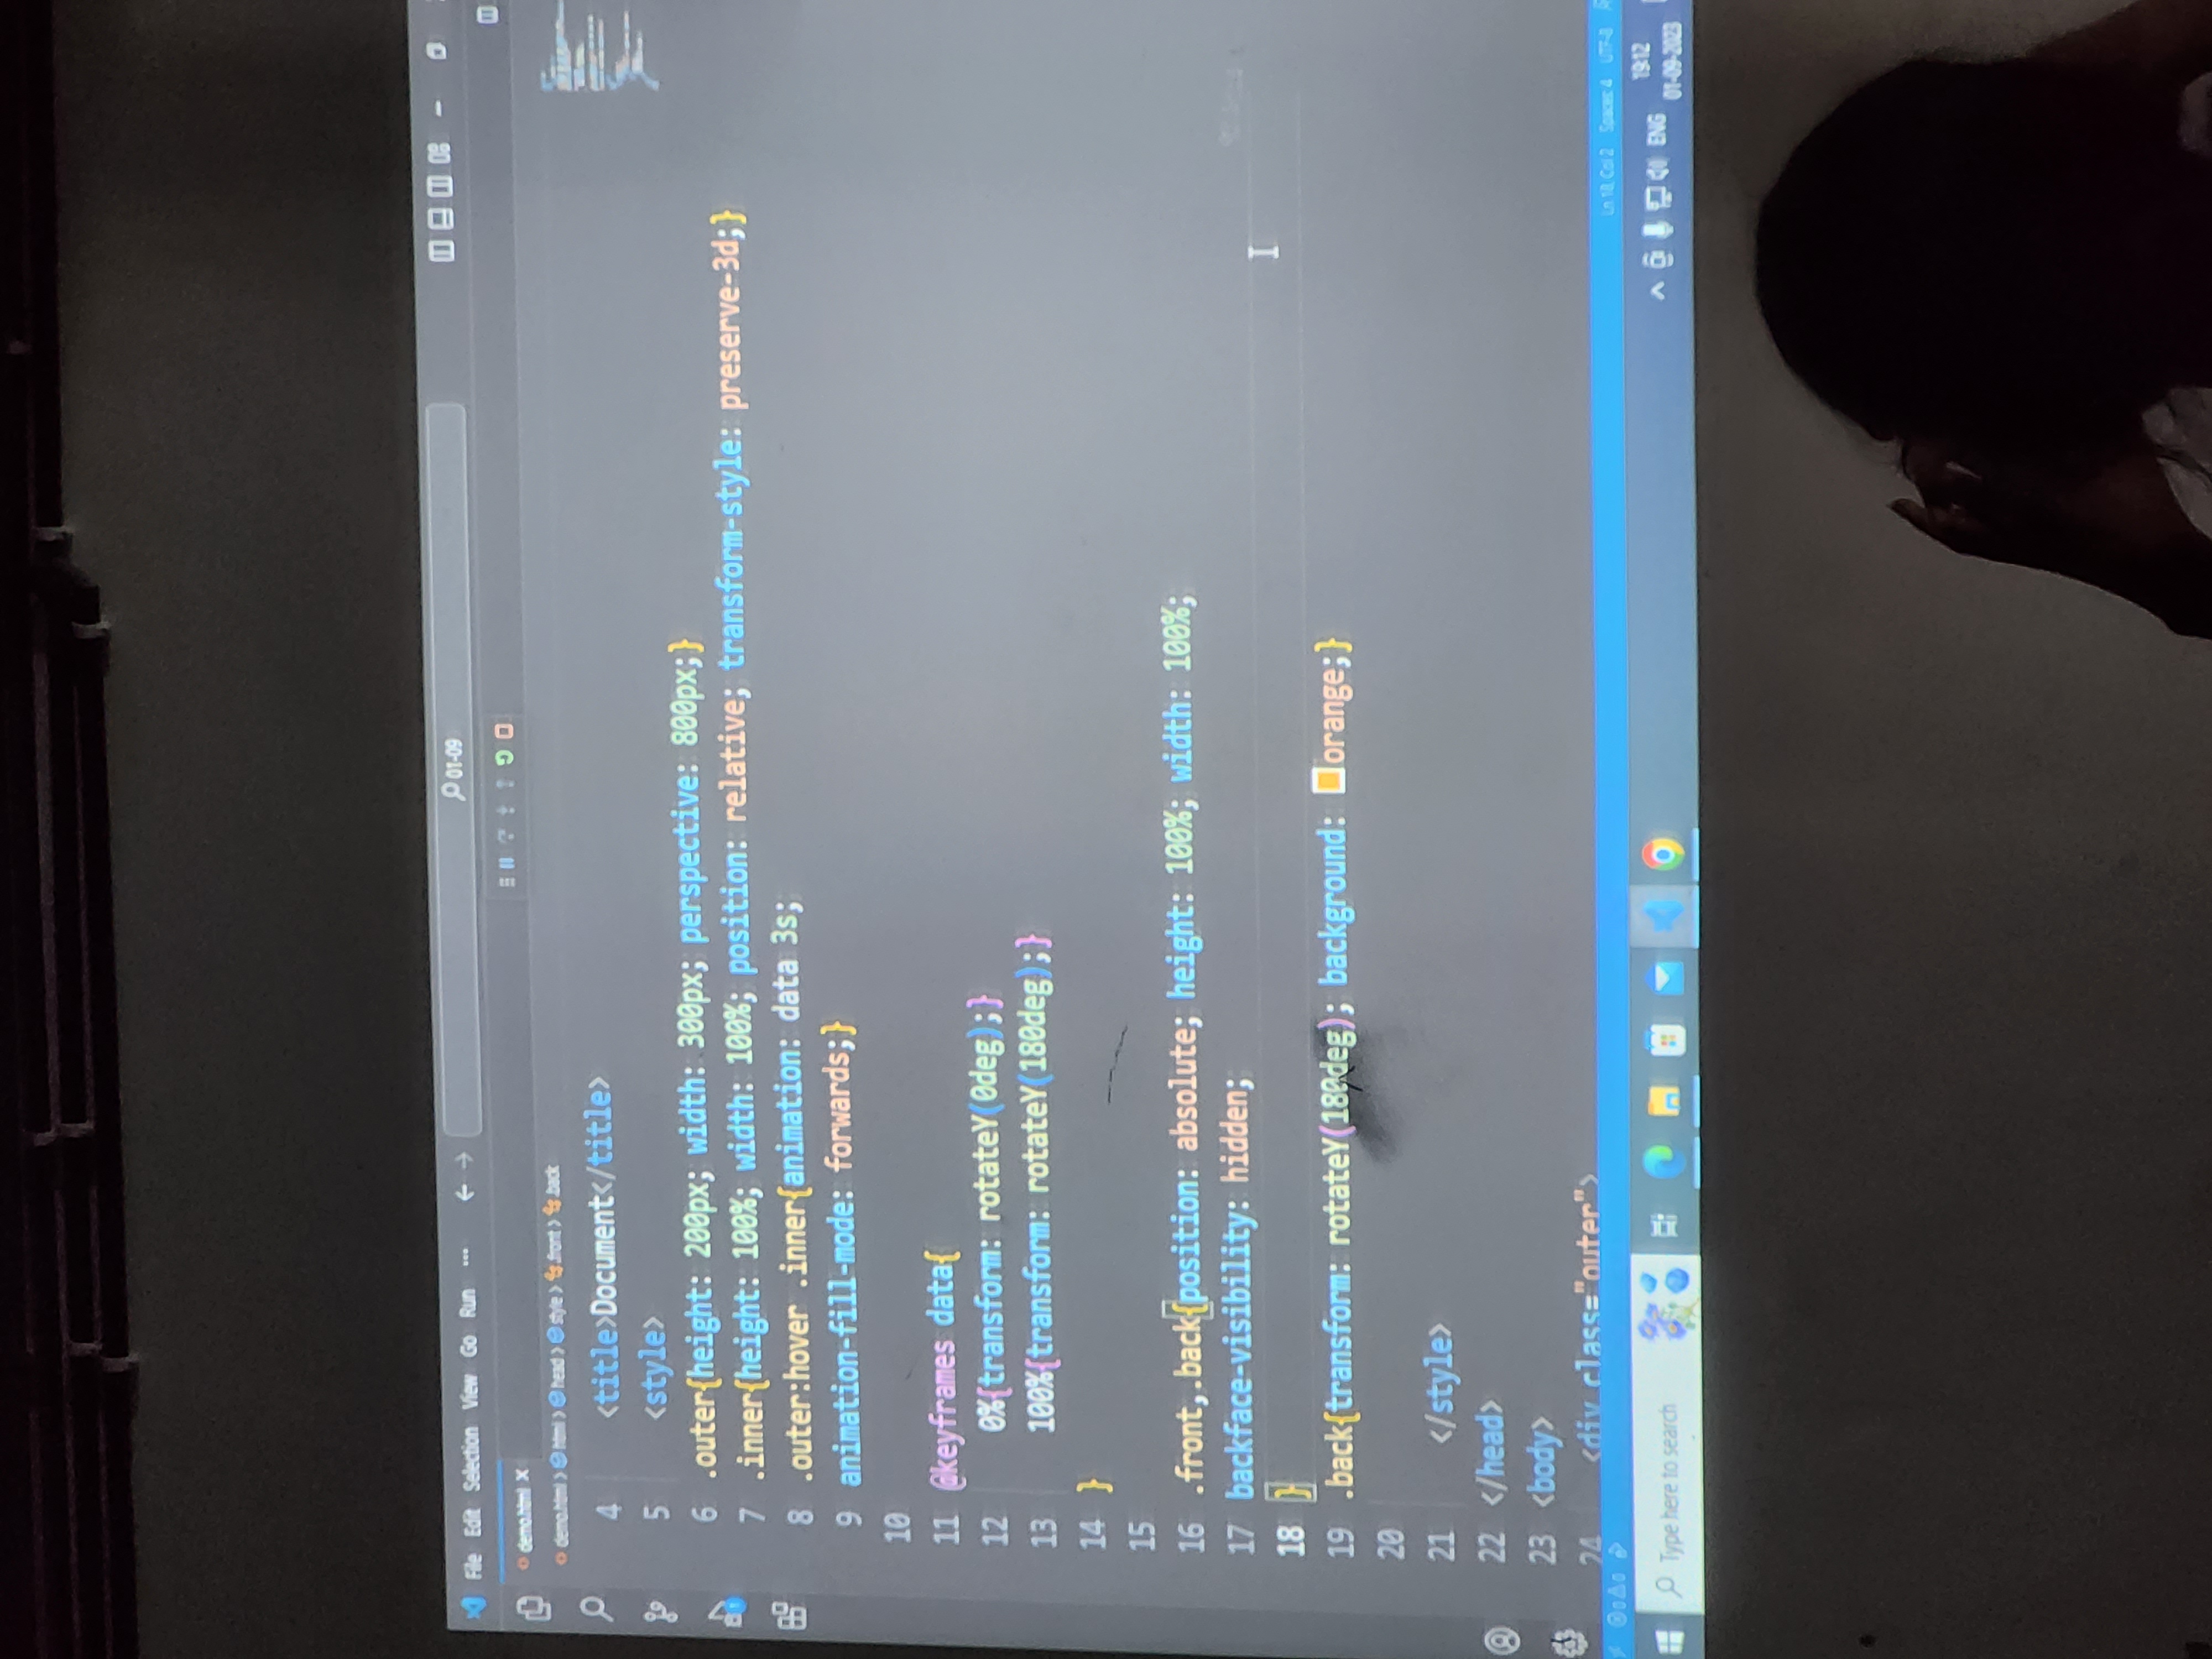 File Edit Selection View Go Run ··· ← → 01-09
demo.html X
demo.html > html > head > style > .front > .back
4 <title>Document</title>
5 <style>
6 .outer{height: 200px; width: 300px; perspective: 800px;}
7 .inner{height: 100%; width: 100%; position: relative; transform-style: preserve-3d;}
8 .outer:hover .inner{animation: data 3s;
9 animation-fill-mode: forwards;}
10
11 @keyframes data{
12 0%{transform: rotateY(0deg);}
13 100%{transform: rotateY(180deg);}
14 }
15
16 .front,.back{position: absolute; height: 100%; width: 100%;
17 backface-visibility: hidden;
18 }
19 .back{transform: rotateY(180deg); background: orange;}
20
21 </style>
22 </head>
23 <body>
24 <div class="outer">
0 0 Ln 18, Col 2 Spaces: 4 UTF-8
Type here to search ENG 19:12
01-09-2023